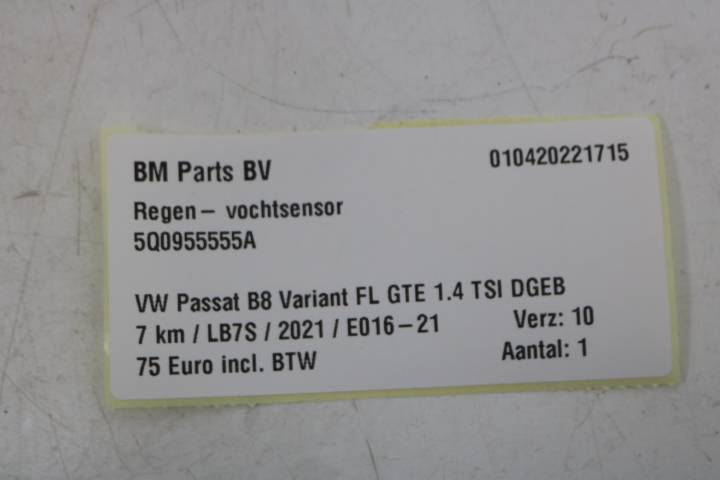 BM Parts BV 010420221715
Regen- vochtsensor
5Q0955555A
VW Passat B8 Variant FL GTE 1.4 TSI DGEB
7 km / LB7S / 2021 / E016-21 Verz: 10
75 Euro incl. BTW Aantal: 1